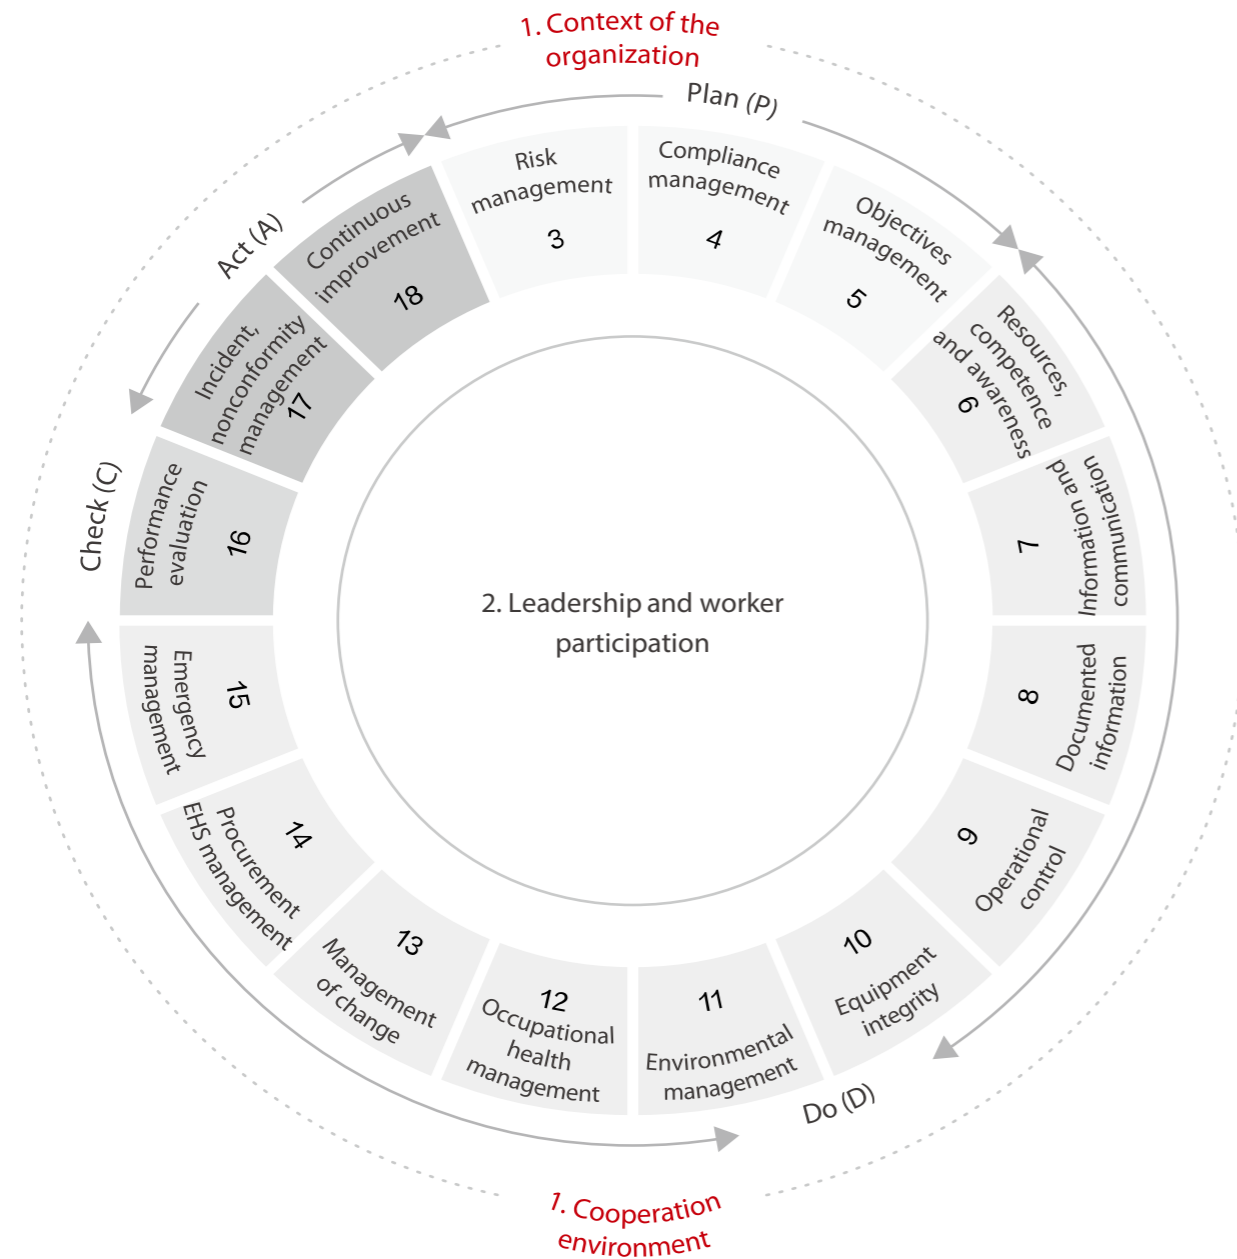 1. Context of the
organization
Plan (P)
Risk
management
3
Compliance
management
4
Objectives
management
5
Resources,
competence
and awareness
6
Information and
communication
7
Documented
information
8
Operational
control
9
Equipment
integrity
10
Do (D)
Environmental
management
11
Occupational
health
management
12
Management
of change
13
Procurement
EHS management
14
Emergency
management
15
Check (C)
Performance
evaluation
16
Incident,
nonconformity
management
17
Act (A)
Continuous
improvement
18
2. Leadership and worker
participation
1. Cooperation
environment